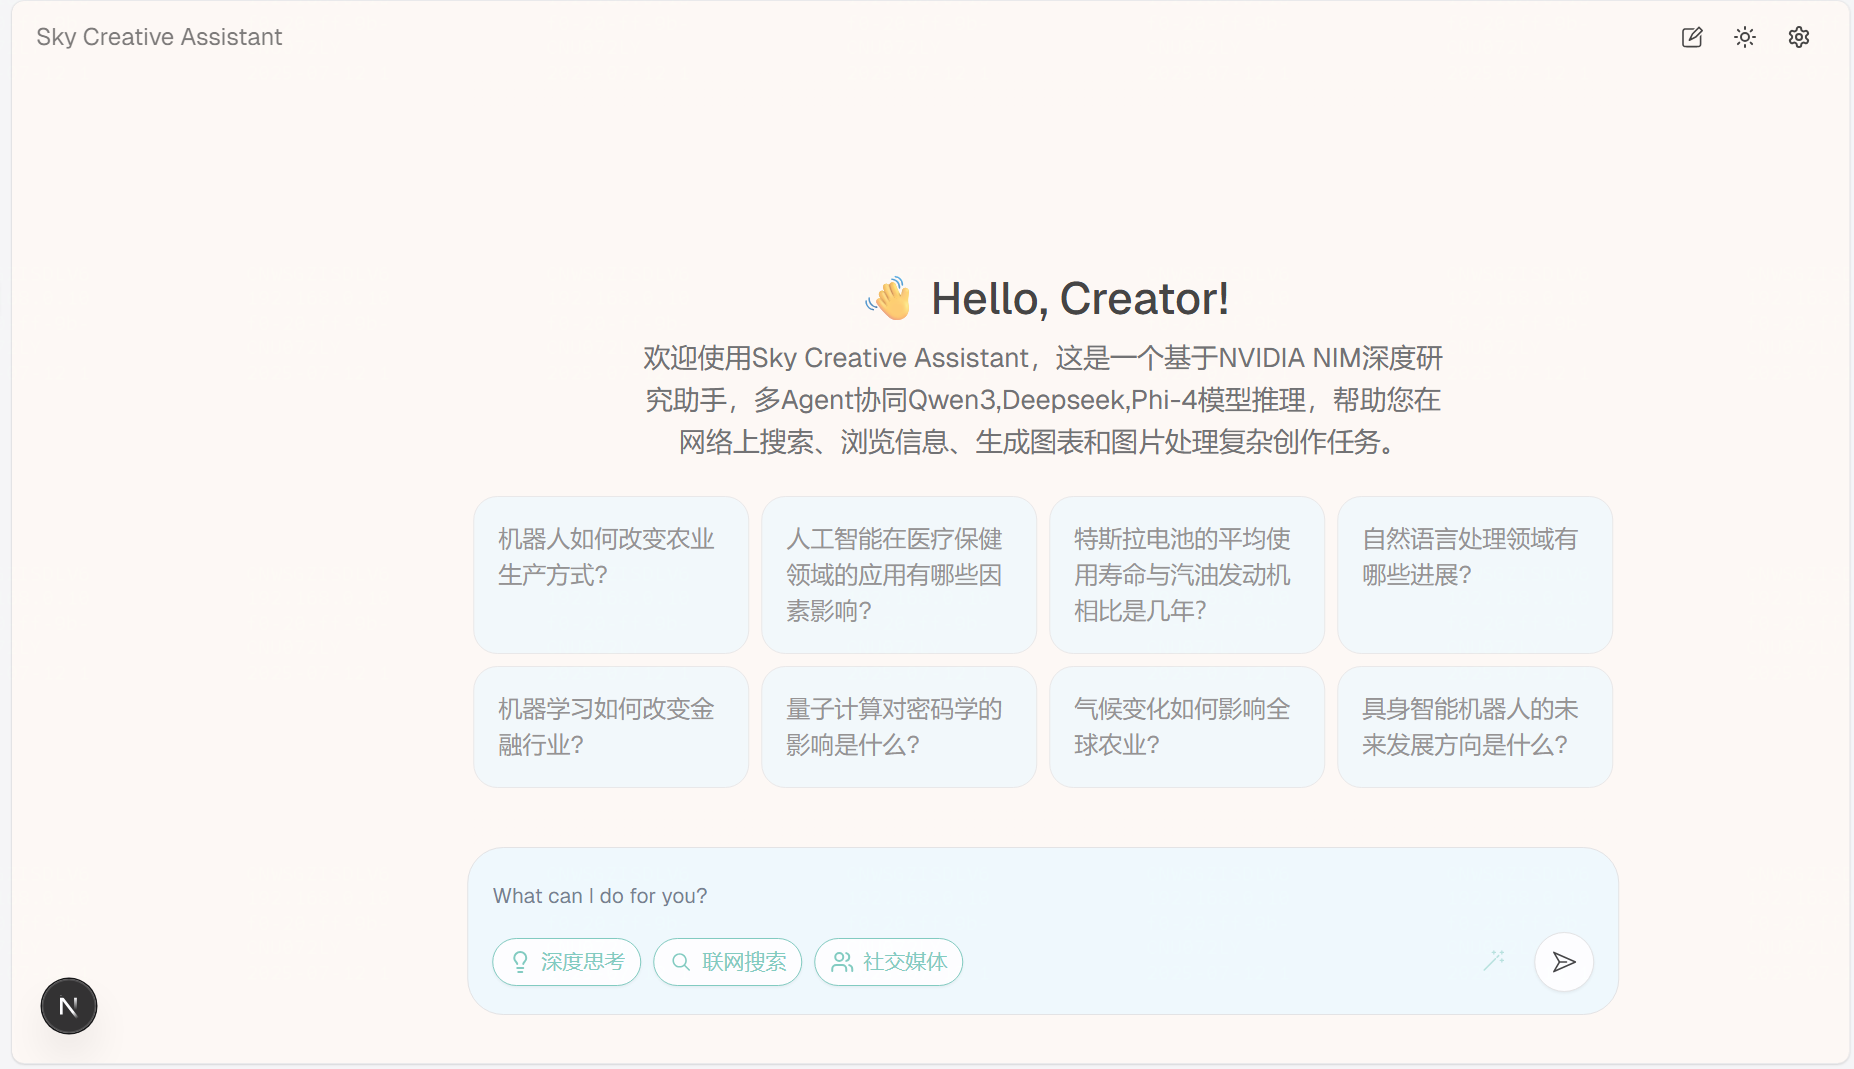 Sky Creative Assistant
👋 Hello, Creator!
欢迎使用Sky Creative Assistant，这是一个基于NVIDIA NIM深度研
究助手，多Agent协同Qwen3,Deepseek,Phi-4模型推理，帮助您在
网络上搜索、浏览信息、生成图表和图片处理复杂创作任务。
机器人如何改变农业
生产方式?
人工智能在医疗保健
领域的应用有哪些因
素影响?
特斯拉电池的平均使
用寿命与汽油发动机
相比是几年?
自然语言处理领域有
哪些进展?
机器学习如何改变金
融行业?
量子计算对密码学的
影响是什么?
气候变化如何影响全
球农业?
具身智能机器人的未
来发展方向是什么?
What can I do for you?
深度思考
联网搜索
社交媒体
N